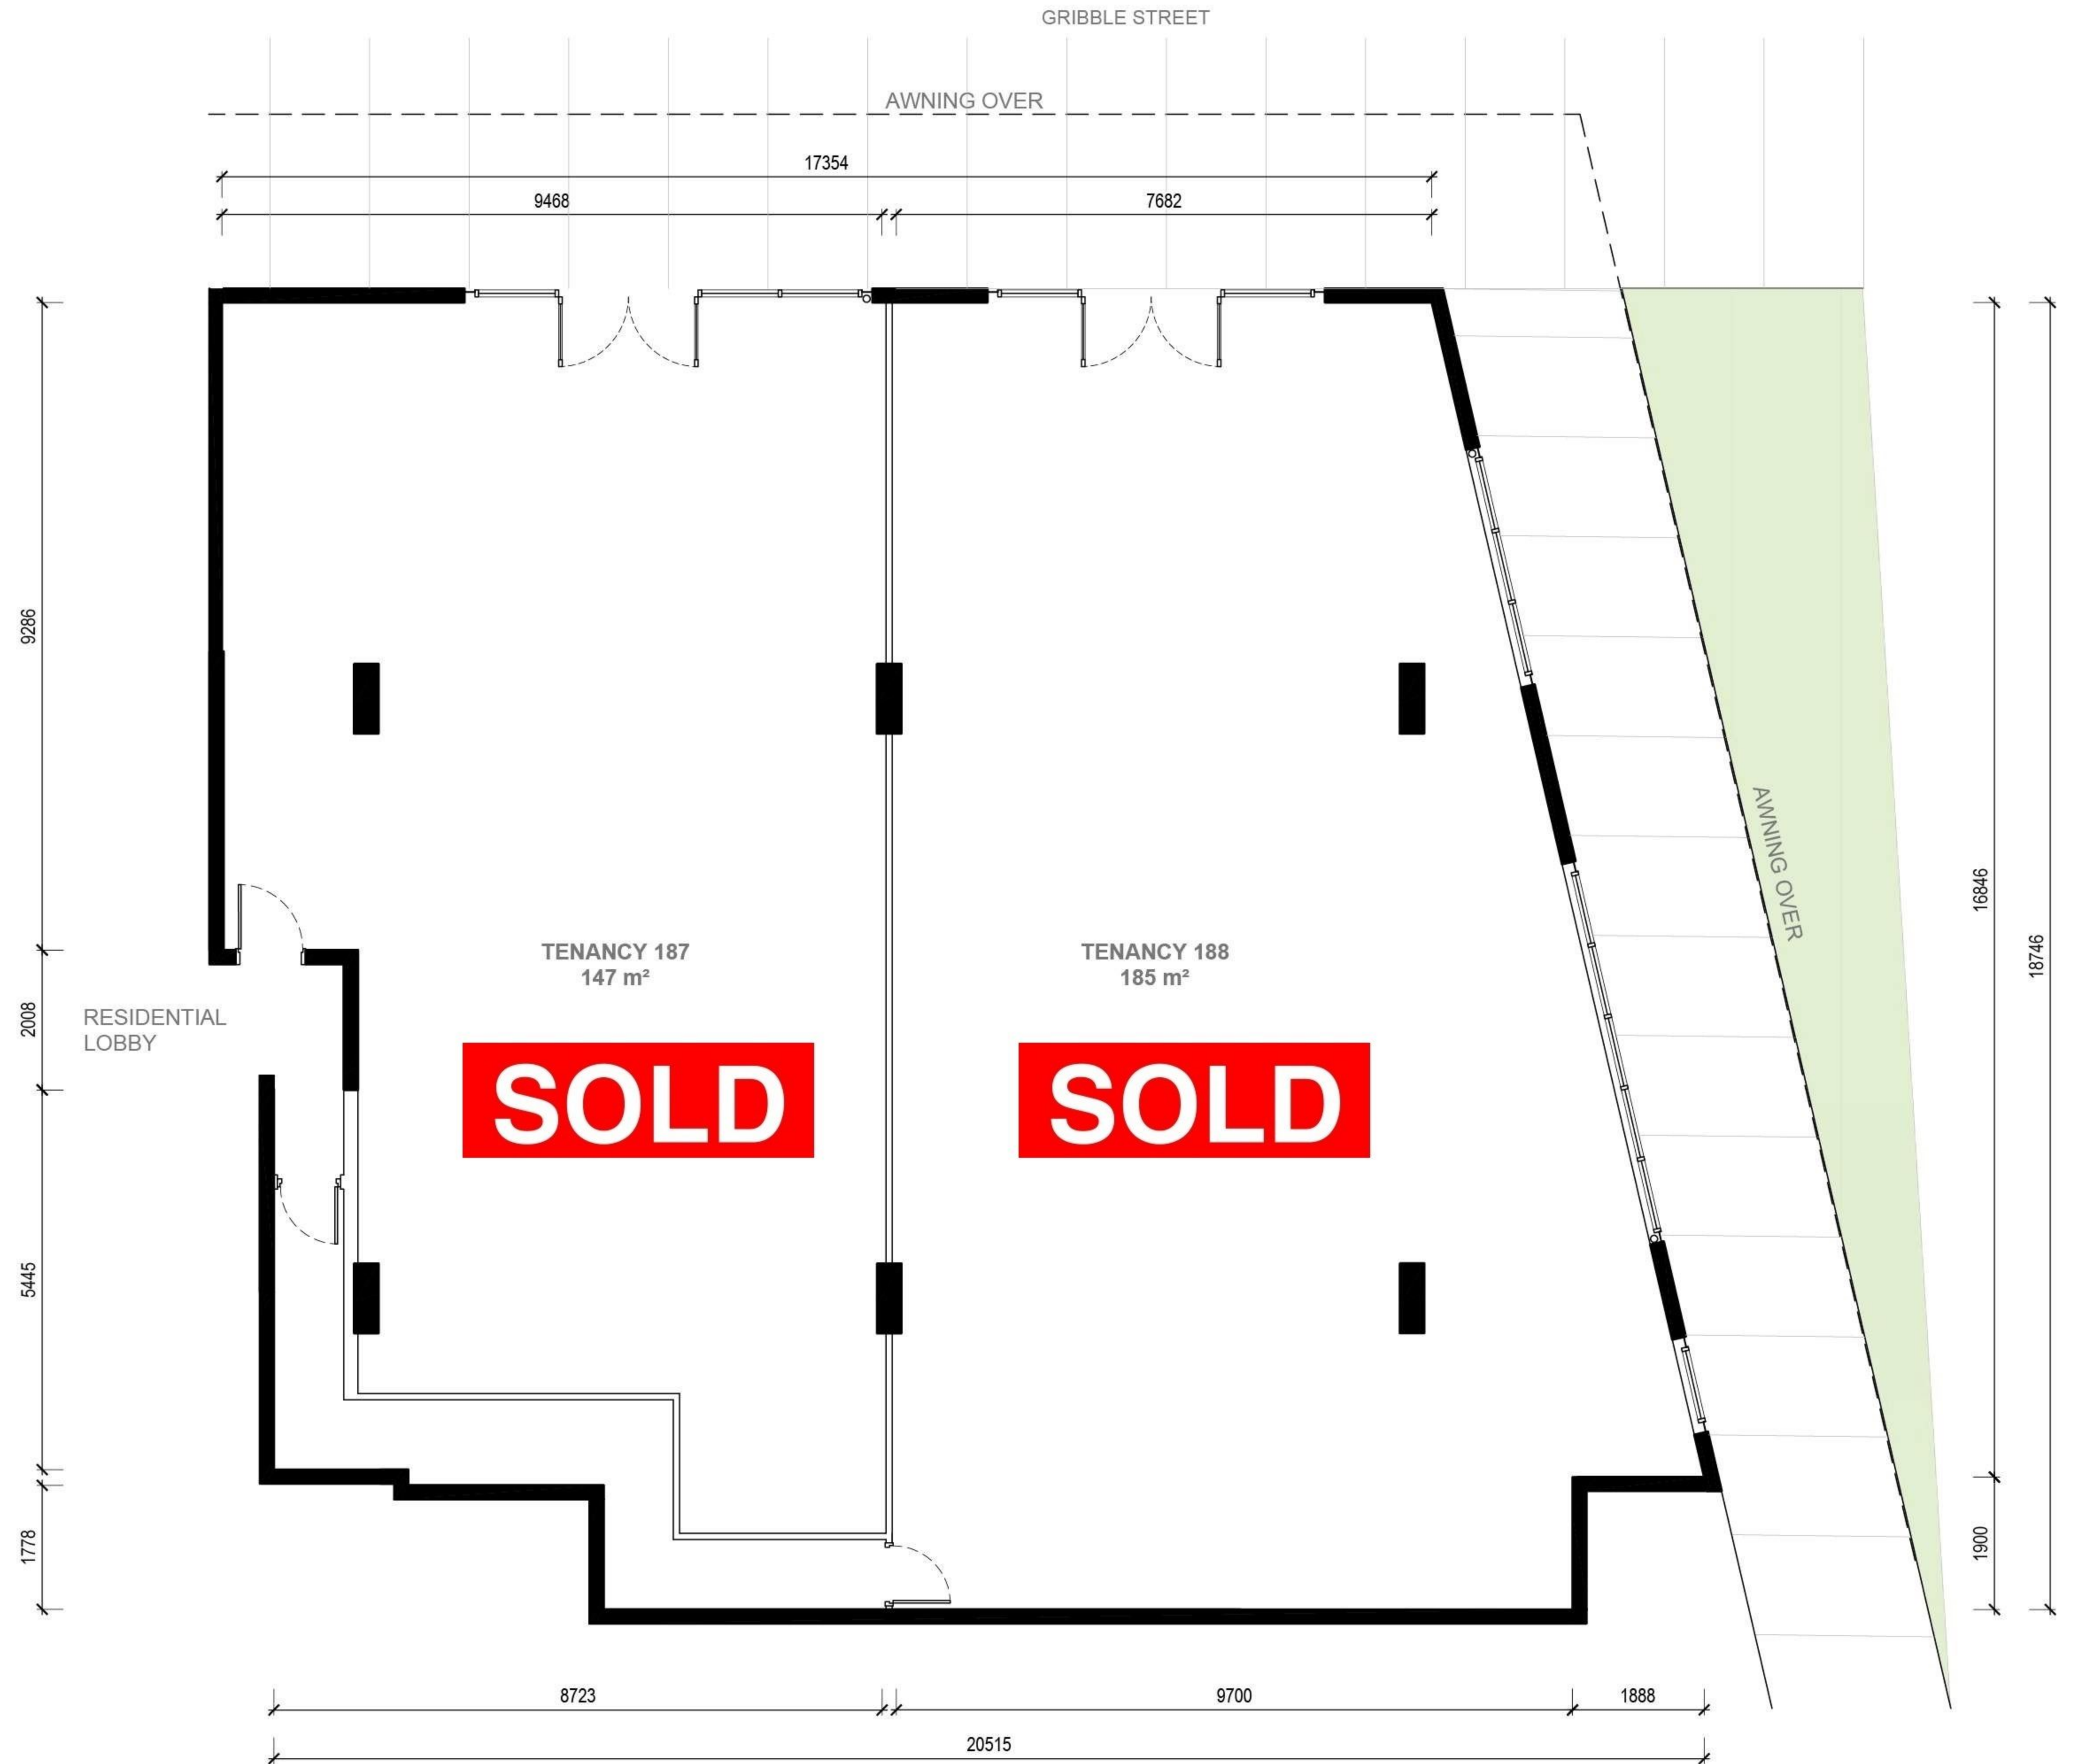 GRIBBLE STREET
AWNING OVER
17354
9468
7682
9286
16846
18746
AWNING OVER
TENANCY 187
147 m²
TENANCY 188
185 m²
2008
RESIDENTIAL
LOBBY
SOLD
SOLD
5445
1778
1900
8723
9700
1888
20515